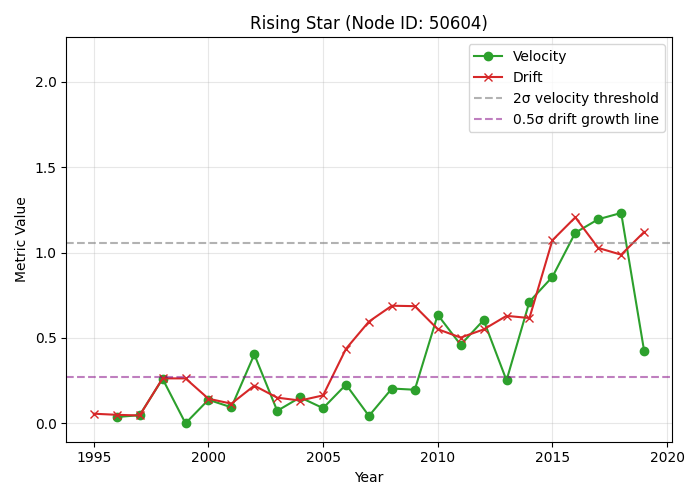 Rising Star (Node ID: 50604)
Velocity
Drift
2σ velocity threshold
0.5σ drift growth line
Metric Value
2.0
1.5
1.0
0.5
0.0
1995 2000 2005 2010 2015 2020
Year